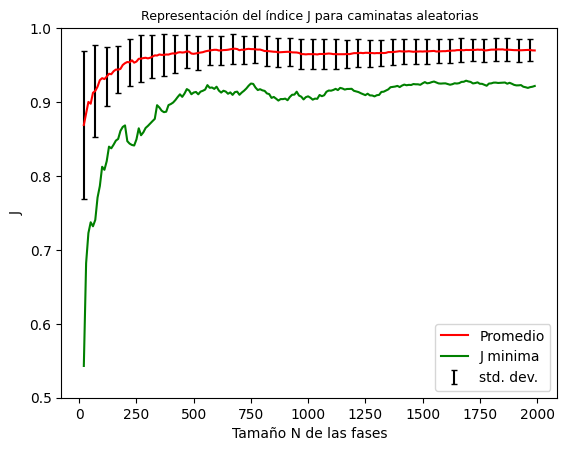 Representación del índice J para caminatas aleatorias
1.0
0.9
0.8
0.7
0.6
0.5
J
0
250
500
750
1000
1250
1500
1750
2000
Tamaño N de las fases
Promedio
J minima
std. dev.